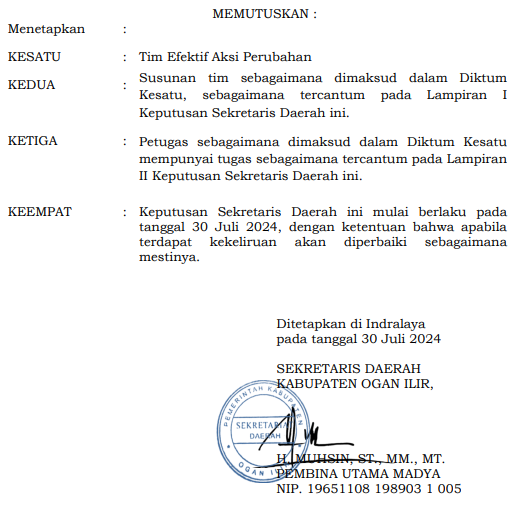 MEMUTUSKAN :
Menetapkan :
KESATU : Tim Efektif Aksi Perubahan
KEDUA : Susunan tim sebagaimana dimaksud dalam Diktum
Kesatu, sebagaimana tercantum pada Lampiran I
Keputusan Sekretaris Daerah ini.
KETIGA : Petugas sebagaimana dimaksud dalam Diktum Kesatu
mempunyai tugas sebagaimana tercantum pada Lampiran
II Keputusan Sekretaris Daerah ini.
KEEMPAT : Keputusan Sekretaris Daerah ini mulai berlaku pada
tanggal 30 Juli 2024, dengan ketentuan bahwa apabila
terdapat kekeliruan akan diperbaiki sebagaimana
mestinya.
Ditetapkan di Indralaya
pada tanggal 30 Juli 2024
SEKRETARIS DAERAH
KABUPATEN OGAN ILIR,
PEMERINTAH KABUPATEN
SEKRETARIAT
DAERAH
OGAN ILIR
H. MUHSIN, ST., MM., MT.
PEMBINA UTAMA MADYA
NIP. 19651108 198903 1 005